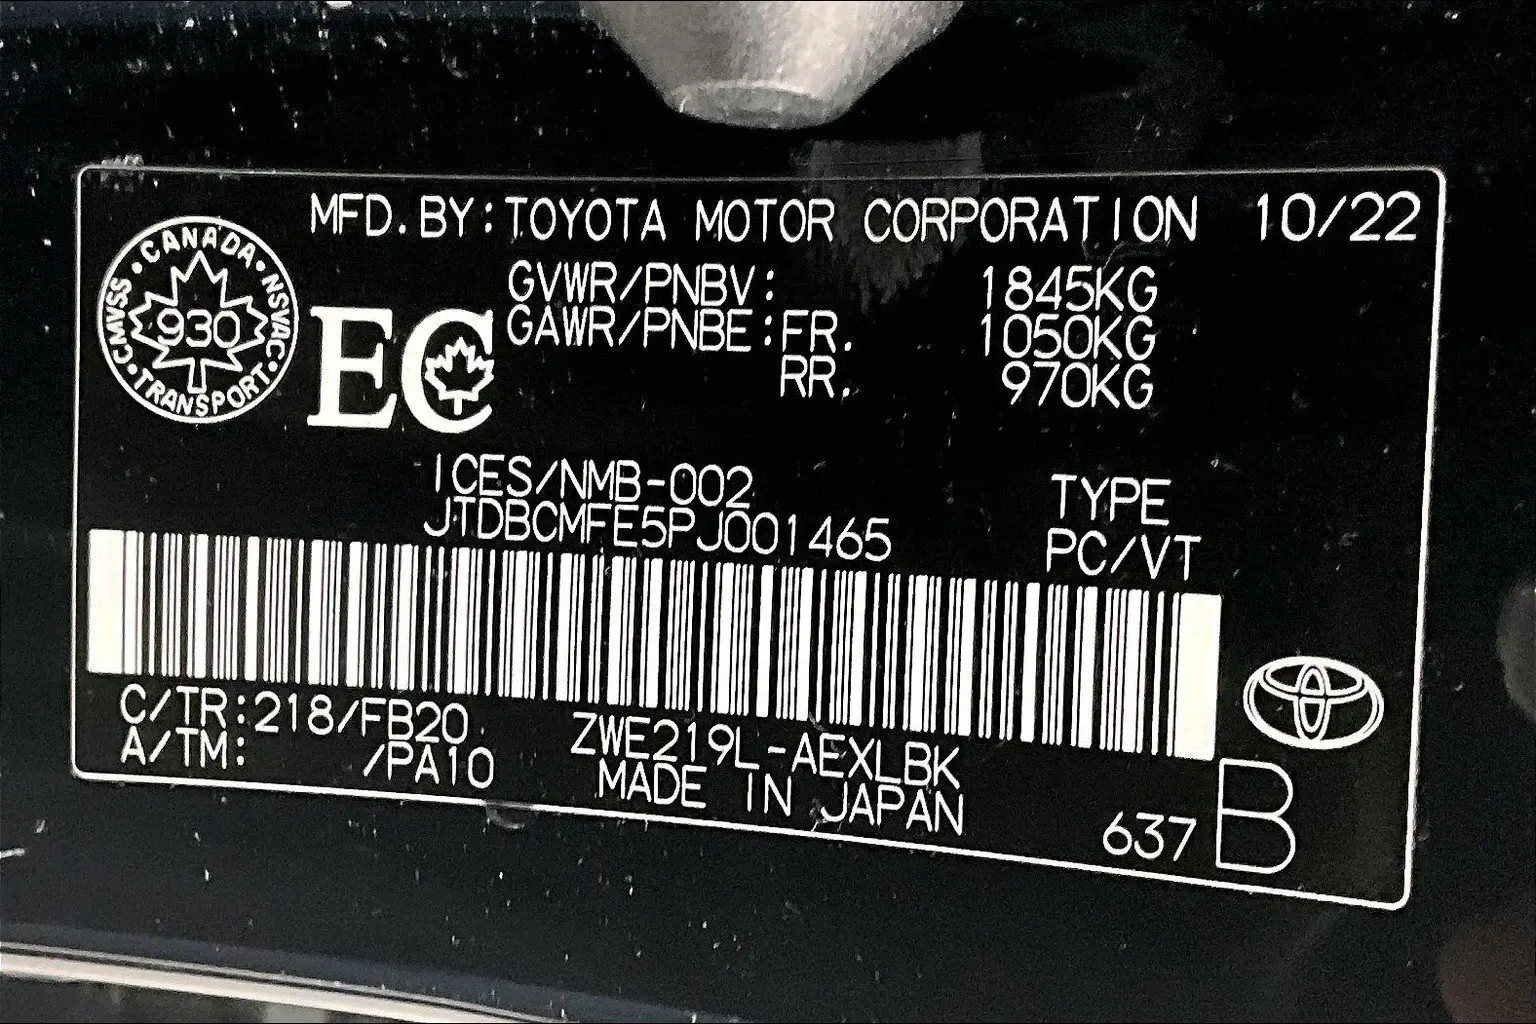 MFD. BY: TOYOTA MOTOR CORPORATION 10/22
CANADA · NSVAC · TRANSPORT · CMVSS
930
EC
GVWR/PNBV: 1845KG
GAWR/PNBE: FR. 1050KG
RR. 970KG
ICES/NMB-002
JTDBCMFE5PJ001465
TYPE
PC/VT
C/TR: 218/FB20
A/TM: /PA10
ZWE219L-AEXLBK
MADE IN JAPAN
637 B